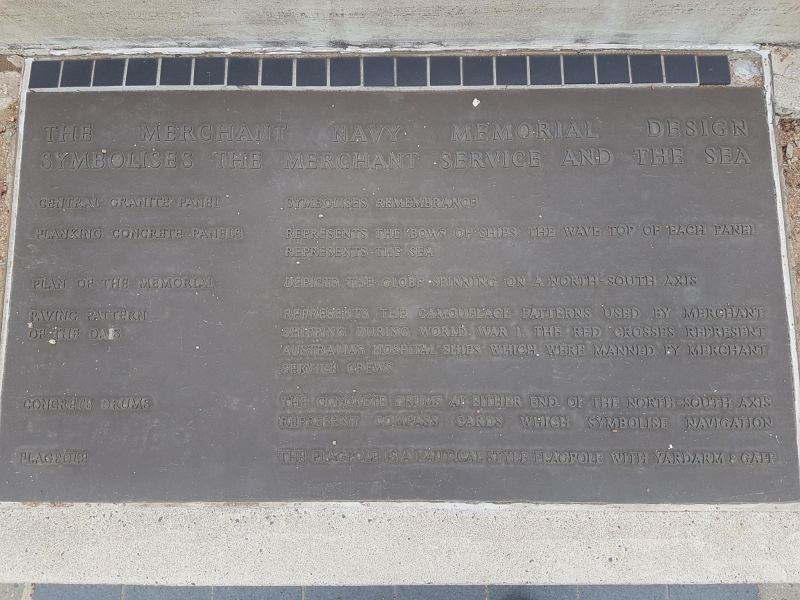 THE MERCHANT NAVY MEMORIAL DESIGN
SYMBOLISES THE MERCHANT SERVICE AND THE SEA
CENTRAL GRANITE PANEL SYMBOLISES REMEMBRANCE
FLANKING CONCRETE PANELS REPRESENTS THE BOWS OF SHIPS. THE WAVE TOP OF EACH PANEL
REPRESENTS THE SEA
PLAN OF THE MEMORIAL DEPICTS THE GLOBE SPINNING ON A NORTH-SOUTH AXIS
PAVING PATTERN REPRESENTS THE CAMOUFLAGE PATTERNS USED BY MERCHANT
OF THE DAIS SHIPPING DURING WORLD WAR 1. THE RED CROSSES REPRESENT
AUSTRALIAS HOSPITAL SHIPS WHICH WERE MANNED BY MERCHANT
SERVICE CREWS
CONCRETE DRUMS THE CONCRETE DRUMS AT EITHER END OF THE NORTH-SOUTH AXIS
REPRESENT COMPASS CARDS WHICH SYMBOLISE NAVIGATION
FLAGPOLE THE FLAGPOLE IS A NAUTICAL STYLE FLAGPOLE WITH YARDARM & GAFF